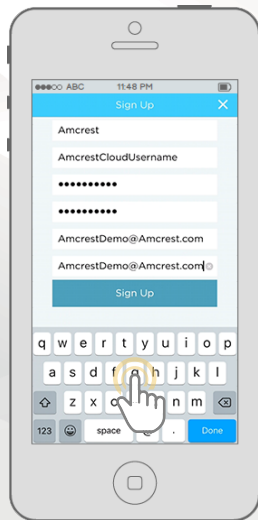 ABC 11:48 PM
Sign Up
Amcrest
AmcrestCloudUsername
••••••••••
••••••••••
AmcrestDemo@Amcrest.com
AmcrestDemo@Amcrest.com
Sign Up
q w e r t y u i o p
a s d f g h j k l
z x n m
123 space @ . Done